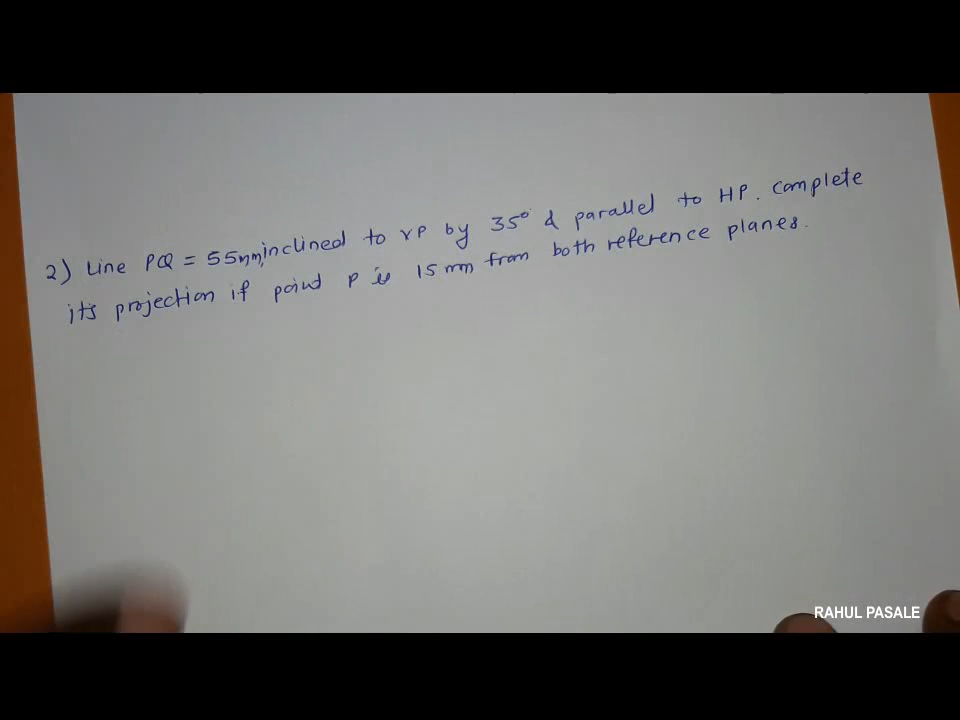 2) Line PQ = 55mm, inclined to VP by 35° & parallel to HP. Complete
it's projection if point P is 15 mm from both reference planes.
RAHUL PASALE